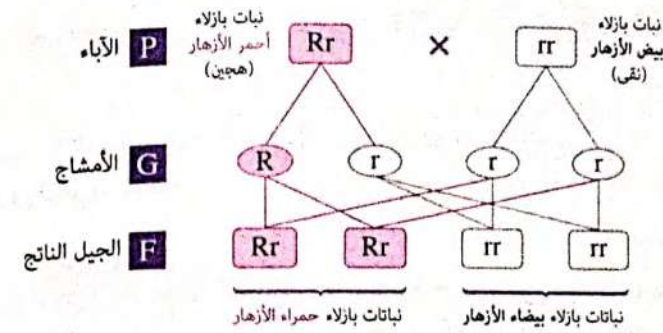 الآباء P
نبات بازلاء
أحمر الأزهار
(هجين)
Rr
×
rr
نبات بازلاء
بيض الأزهار
(نقى)
الأمشاج G
R r r r
الجيل الناتج F
Rr Rr rr rr
نباتات بازلاء حمراء الأزهار
نباتات بازلاء بيضاء الأزهار